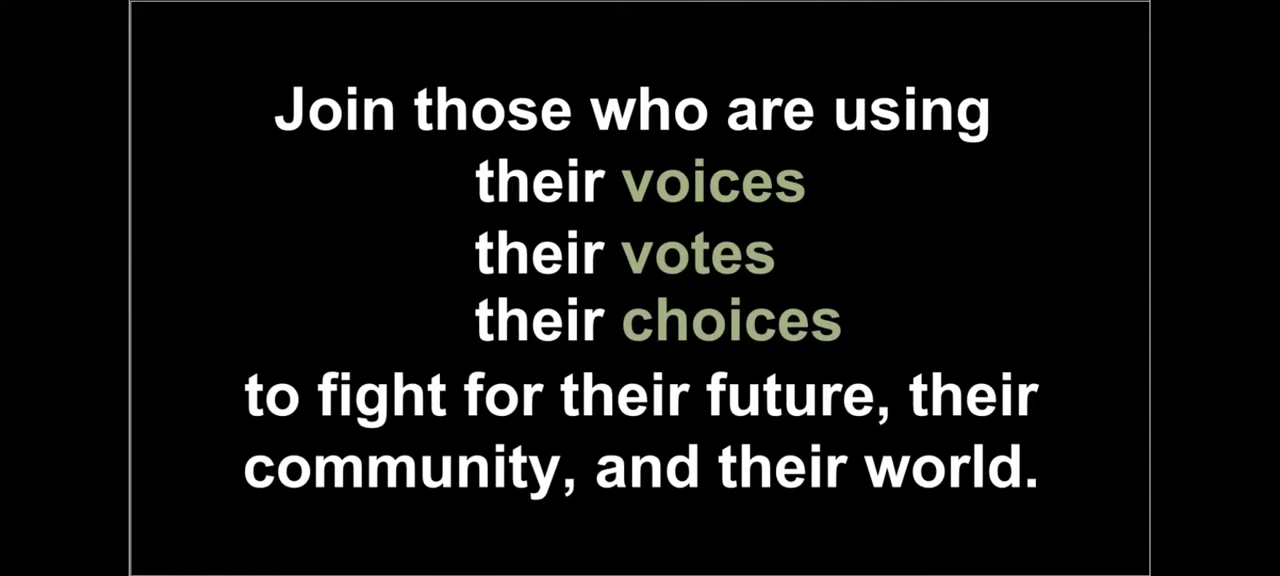 Join those who are using
their voices
their votes
their choices
to fight for their future, their
community, and their world.